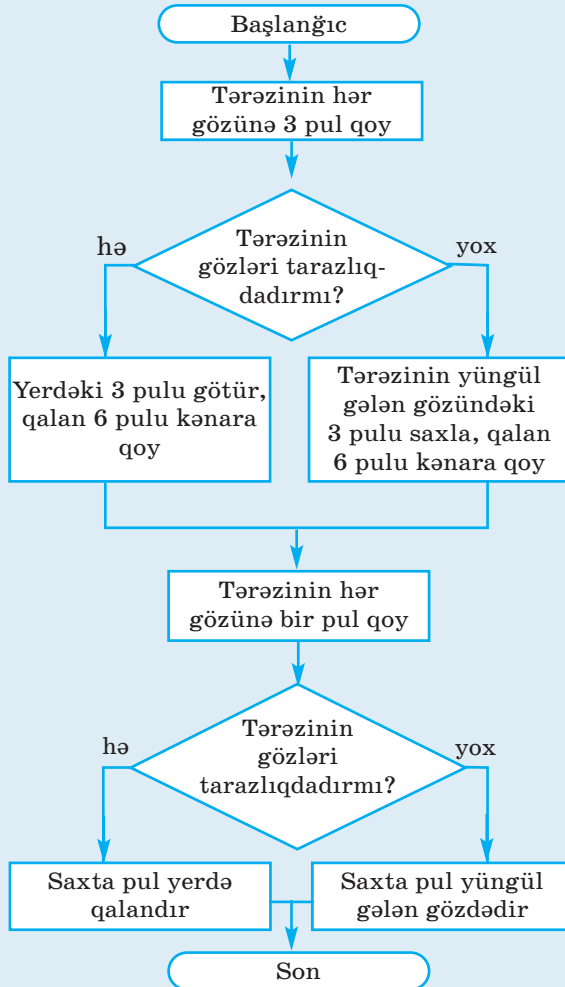 Başlanğıc
Tərəzinin hər
gözünə 3 pul qoy
Tərəzinin
gözləri tarazlıq-
dadırmı?
hə
yox
Yerdəki 3 pulu götür,
qalan 6 pulu kənara
qoy
Tərəzinin yüngül
gələn gözündəki
3 pulu saxla, qalan
6 pulu kənara qoy
Tərəzinin hər
gözünə bir pul qoy
Tərəzinin
gözləri
tarazlıqdadırmı?
hə
yox
Saxta pul yerdə
qalandır
Saxta pul yüngül
gələn gözdədir
Son